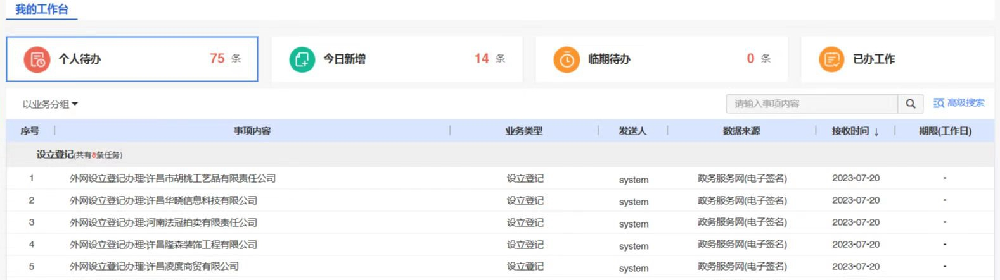 我的工作台
个人待办 75 条 今日新增 14 条 临期待办 0 条 已办工作
以业务分组 请输入事项内容 高级搜索
序号 事项内容 业务类型 发送人 数据来源 接收时间 ↓ 期限(工作日)
设立登记(共有8条任务)
1 外网设立登记办理:许昌市胡桃工艺品有限责任公司 设立登记 system 政务服务网(电子签名) 2023-07-20 -
2 外网设立登记办理:许昌华晓信息科技有限公司 设立登记 system 政务服务网(电子签名) 2023-07-20 -
3 外网设立登记办理:河南法冠拍卖有限责任公司 设立登记 system 政务服务网(电子签名) 2023-07-20 -
4 外网设立登记办理:许昌隆森装饰工程有限公司 设立登记 system 政务服务网(电子签名) 2023-07-20 -
5 外网设立登记办理:许昌凌度商贸有限公司 设立登记 system 政务服务网(电子签名) 2023-07-20 -